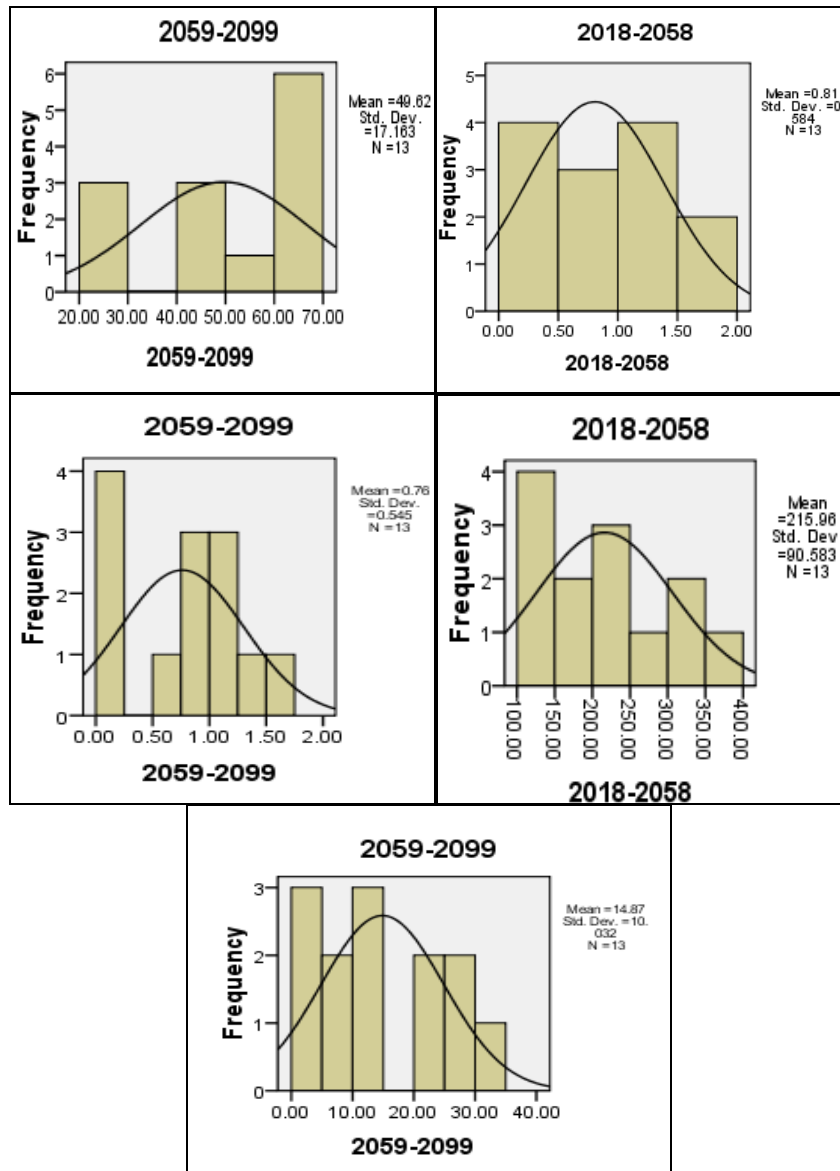 2059-2099
Frequency
6
5
4
3
2
1
0
20.00 30.00 40.00 50.00 60.00 70.00
2059-2099
Mean =49.62
Std. Dev.
=17.163
N =13
2018-2058
Frequency
5
4
3
2
1
0
0.00 0.50 1.00 1.50 2.00
2018-2058
Mean =0.81
Std. Dev. =0
584
N =13
2059-2099
Frequency
4
3
2
1
0
0.00 0.50 1.00 1.50 2.00
2059-2099
Mean =0.76
Std. Dev.
=0.545
N =13
2018-2058
Frequency
4
3
2
1
0
100.00 150.00 200.00 250.00 300.00 350.00 400.00
2018-2058
Mean
=215.96
Std. Dev
=90.583
N =13
2059-2099
Frequency
3
2
1
0
0.00 10.00 20.00 30.00 40.00
2059-2099
Mean =14.87
Std. Dev. =10.
032
N =13